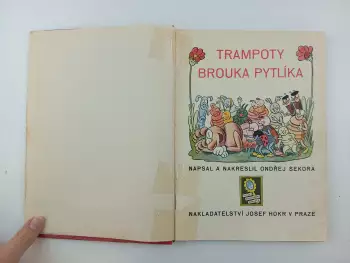 TRAMPOTY
BROUKA PYTLÍKA
NAPSAL A NAKRESLIL ONDŘEJ SEKORA
NAKLADATELSTVÍ JOSEF HOKR V PRAZE